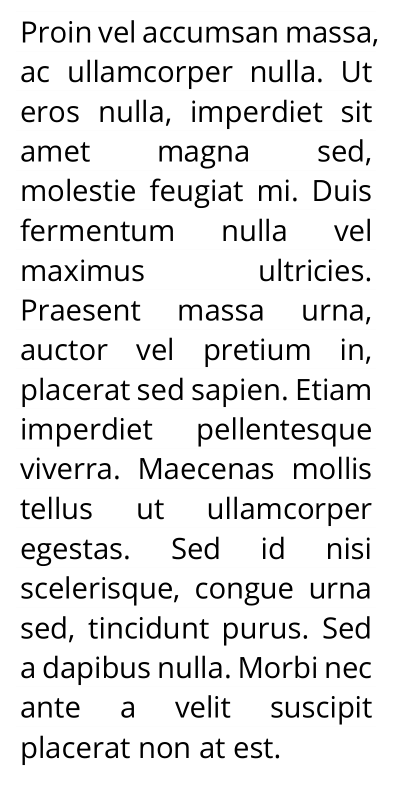 Proin vel accumsan massa,
ac ullamcorper nulla. Ut
eros nulla, imperdiet sit
amet magna sed,
molestie feugiat mi. Duis
fermentum nulla vel
maximus ultricies.
Praesent massa urna,
auctor vel pretium in,
placerat sed sapien. Etiam
imperdiet pellentesque
viverra. Maecenas mollis
tellus ut ullamcorper
egestas. Sed id nisi
scelerisque, congue urna
sed, tincidunt purus. Sed
a dapibus nulla. Morbi nec
ante a velit suscipit
placerat non at est.